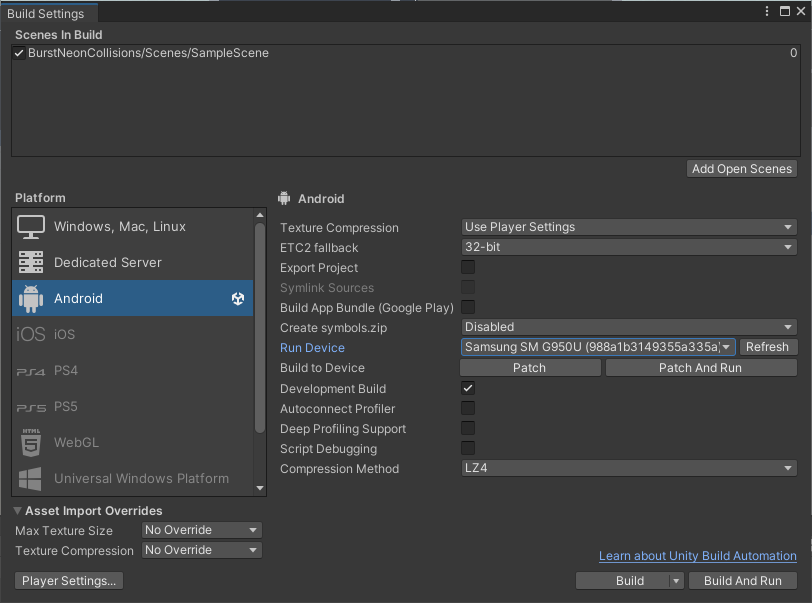 Build Settings
Scenes In Build
BurstNeonCollisions/Scenes/SampleScene 0
Add Open Scenes
Platform
Windows, Mac, Linux
Dedicated Server
Android
iOS iOS
PS4 PS4
PS5 PS5
HTML 5 WebGL
Universal Windows Platform
Android
Texture Compression Use Player Settings
ETC2 fallback 32-bit
Export Project
Symlink Sources
Build App Bundle (Google Play)
Create symbols.zip Disabled
Run Device Samsung SM G950U (988a1b3149355a335a) Refresh
Build to Device Patch Patch And Run
Development Build
Autoconnect Profiler
Deep Profiling Support
Script Debugging
Compression Method LZ4
Asset Import Overrides
Max Texture Size No Override
Texture Compression No Override
Learn about Unity Build Automation
Player Settings... Build Build And Run